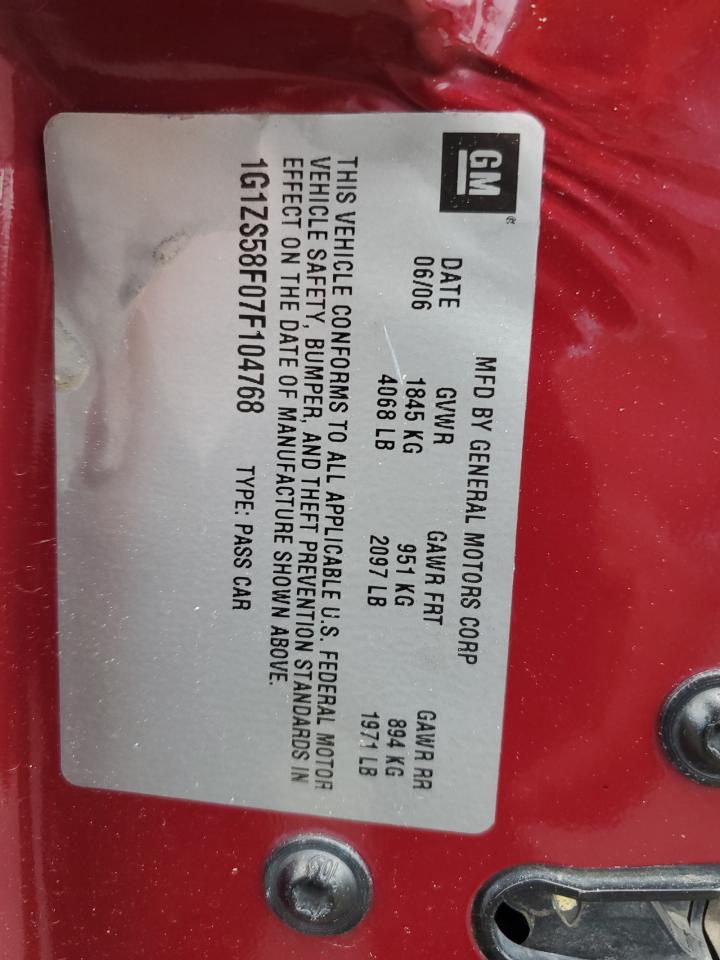 GM®
MFD BY GENERAL MOTORS CORP
DATE GVWR GAWR FRT GAWR RR
06/06 1845 KG 951 KG 894 KG
4068 LB 2097 LB 1971 LB
THIS VEHICLE CONFORMS TO ALL APPLICABLE U.S. FEDERAL MOTOR
VEHICLE SAFETY, BUMPER, AND THEFT PREVENTION STANDARDS IN
EFFECT ON THE DATE OF MANUFACTURE SHOWN ABOVE.
1G1ZS58F07F104768 TYPE: PASS CAR